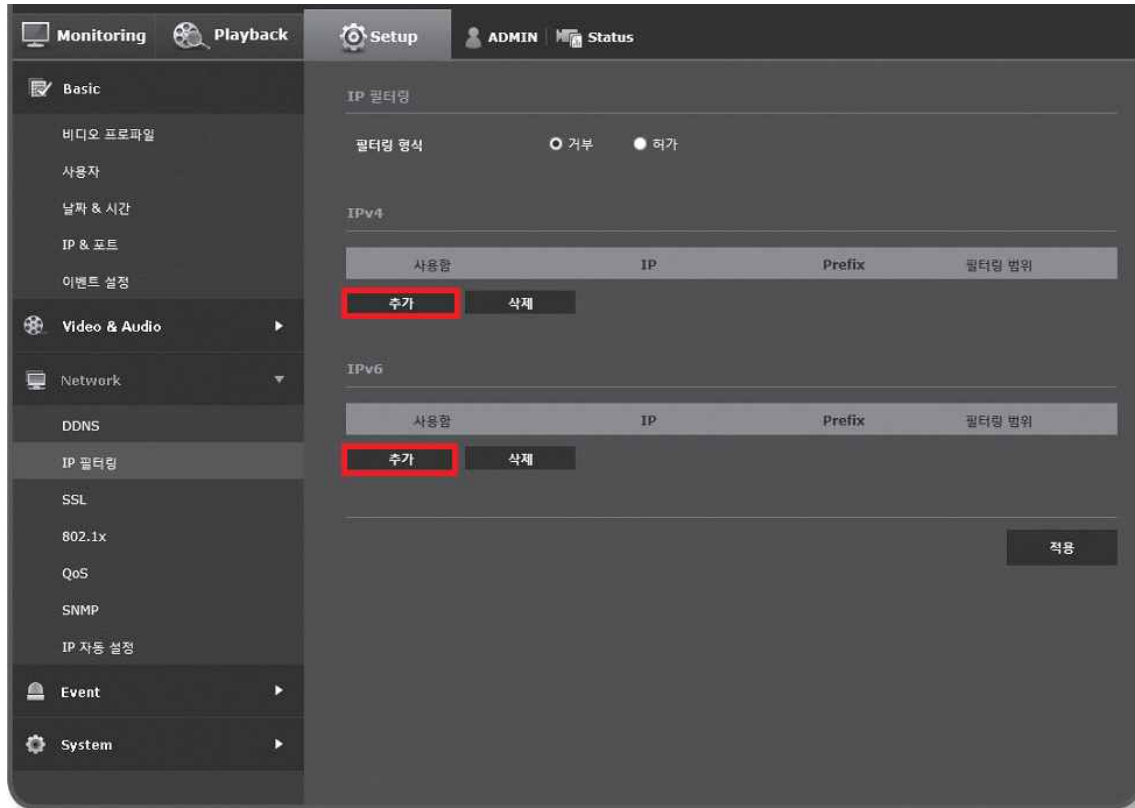 Monitoring Playback Setup ADMIN Status
Basic
비디오 프로파일
사용자
날짜 & 시간
IP & 포트
이벤트 설정
Video & Audio
Network
DDNS
IP 필터링
SSL
802.1x
QoS
SNMP
IP 자동 설정
Event
System
IP 필터링
필터링 형식 거부 허가
IPv4
사용함 IP Prefix 필터링 범위
추가 삭제
IPv6
사용함 IP Prefix 필터링 범위
추가 삭제
적용